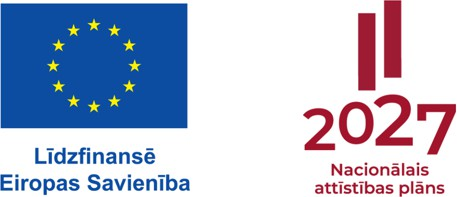 Līdzfinansē
Eiropas Savienība
2027
Nacionālais
attīstības plāns